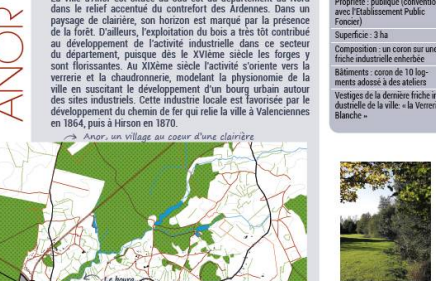 ANOR
dans le relief accentué du contrefort des Ardennes. Dans un
paysage de clairière, son horizon est marqué par la présence
de la forêt. D'ailleurs, l'exploitation du bois a très tôt contribué
au développement de l'activité industrielle dans ce secteur
du département, puisque dès le XVIème siècle les forges y
sont florissantes. Au XIXème siècle l'activité s'oriente vers la
verrerie et la chaudronnerie, modelant la physionomie de la
ville en suscitant le développement d'un bourg urbain autour
des sites industriels. Cette industrie locale est favorisée par le
développement du chemin de fer qui relie la ville à Valenciennes
en 1864, puis à Hirson en 1870.
Anor, un village au coeur d'une clairière
Le bourg
Propriété : publique (convention
avec l'Etablissement Public
Foncier)
Superficie : 3 ha
Composition : un coron sur une
friche industrielle enherbée
Bâtiments : coron de 10 log-
ments adossé à des ateliers
Vestiges de la dernière friche in-
dustrielle de la ville: « la Verrerie
Blanche »